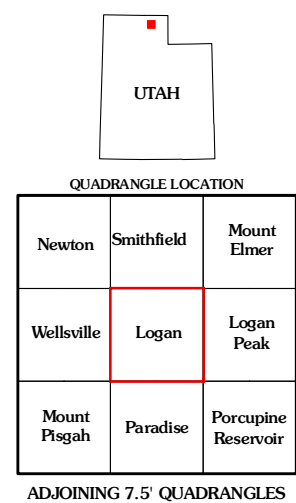 UTAH
QUADRANGLE LOCATION
Newton
Smithfield
Mount
Elmer
Wellsville
Logan
Logan
Peak
Mount
Pisgah
Paradise
Porcupine
Reservoir
ADJOINING 7.5' QUADRANGLES